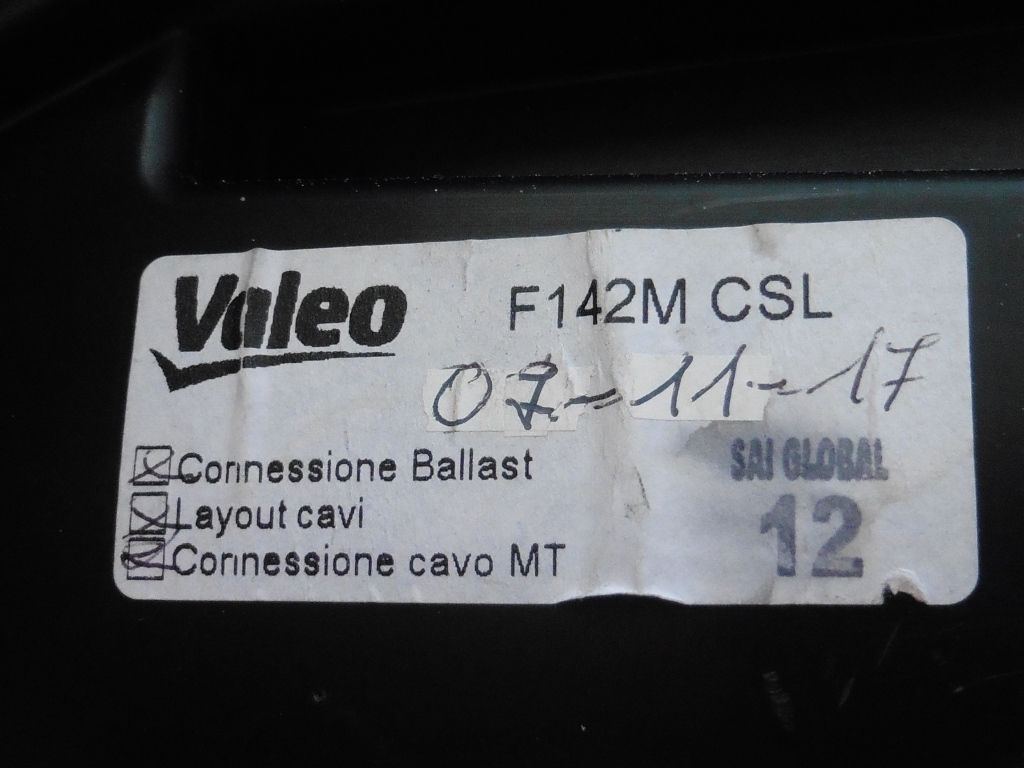 Valeo F142M CSL
07-11-17
Connessione Ballast
Layout cavi
Connessione cavo MT
SAI GLOBAL
12